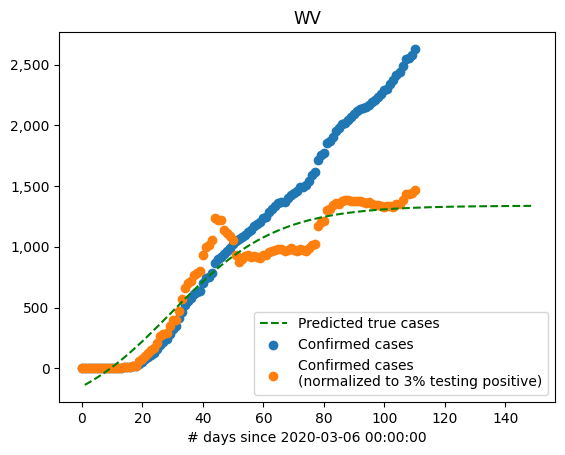 WV
2,500
2,000
1,500
1,000
500
0
0 20 40 60 80 100 120 140
# days since 2020-03-06 00:00:00
Predicted true cases
Confirmed cases
Confirmed cases
(normalized to 3% testing positive)